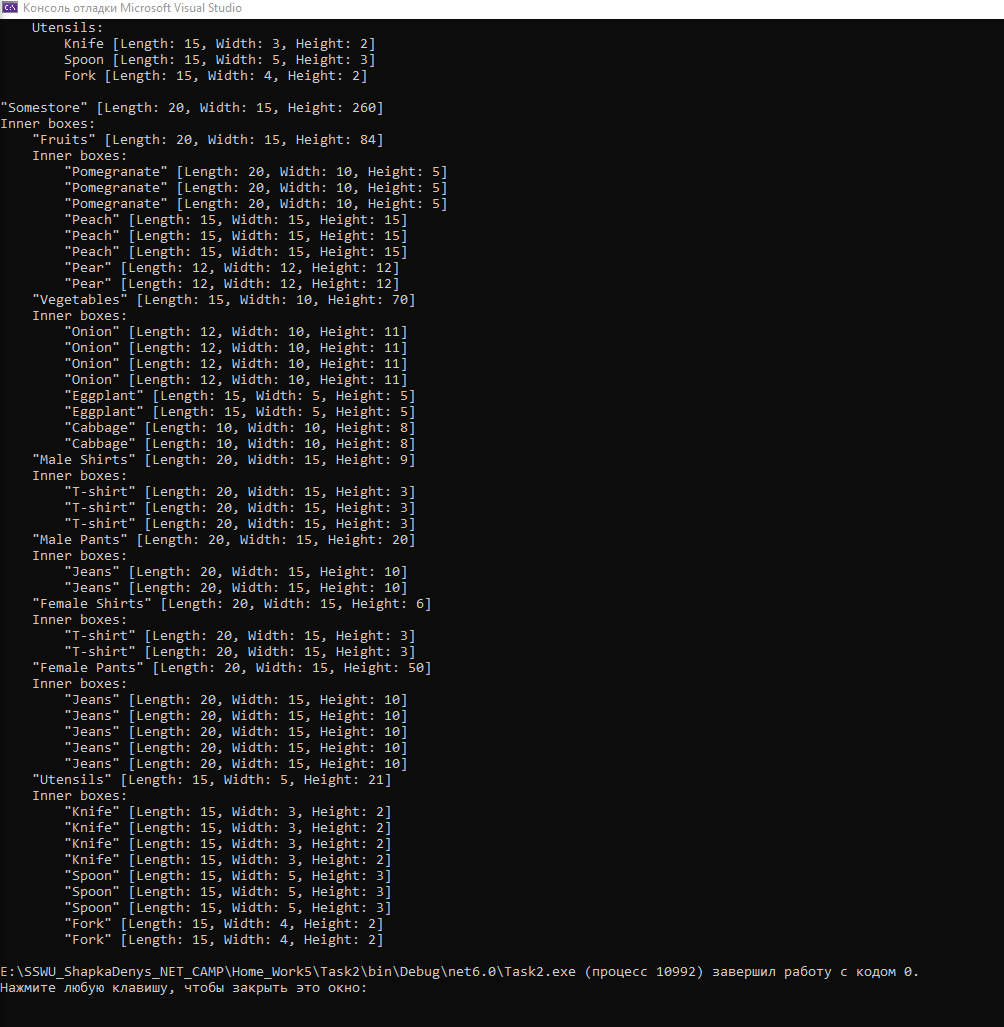 Консоль отладки Microsoft Visual Studio
    Utensils:
        Knife [Length: 15, Width: 3, Height: 2]
        Spoon [Length: 15, Width: 5, Height: 3]
        Fork [Length: 15, Width: 4, Height: 2]

"Somestore" [Length: 20, Width: 15, Height: 260]
Inner boxes:
    "Fruits" [Length: 20, Width: 15, Height: 84]
    Inner boxes:
        "Pomegranate" [Length: 20, Width: 10, Height: 5]
        "Pomegranate" [Length: 20, Width: 10, Height: 5]
        "Pomegranate" [Length: 20, Width: 10, Height: 5]
        "Peach" [Length: 15, Width: 15, Height: 15]
        "Peach" [Length: 15, Width: 15, Height: 15]
        "Peach" [Length: 15, Width: 15, Height: 15]
        "Pear" [Length: 12, Width: 12, Height: 12]
        "Pear" [Length: 12, Width: 12, Height: 12]
    "Vegetables" [Length: 15, Width: 10, Height: 70]
    Inner boxes:
        "Onion" [Length: 12, Width: 10, Height: 11]
        "Onion" [Length: 12, Width: 10, Height: 11]
        "Onion" [Length: 12, Width: 10, Height: 11]
        "Onion" [Length: 12, Width: 10, Height: 11]
        "Eggplant" [Length: 15, Width: 5, Height: 5]
        "Eggplant" [Length: 15, Width: 5, Height: 5]
        "Cabbage" [Length: 10, Width: 10, Height: 8]
        "Cabbage" [Length: 10, Width: 10, Height: 8]
    "Male Shirts" [Length: 20, Width: 15, Height: 9]
    Inner boxes:
        "T-shirt" [Length: 20, Width: 15, Height: 3]
        "T-shirt" [Length: 20, Width: 15, Height: 3]
        "T-shirt" [Length: 20, Width: 15, Height: 3]
    "Male Pants" [Length: 20, Width: 15, Height: 20]
    Inner boxes:
        "Jeans" [Length: 20, Width: 15, Height: 10]
        "Jeans" [Length: 20, Width: 15, Height: 10]
    "Female Shirts" [Length: 20, Width: 15, Height: 6]
    Inner boxes:
        "T-shirt" [Length: 20, Width: 15, Height: 3]
        "T-shirt" [Length: 20, Width: 15, Height: 3]
    "Female Pants" [Length: 20, Width: 15, Height: 50]
    Inner boxes:
        "Jeans" [Length: 20, Width: 15, Height: 10]
        "Jeans" [Length: 20, Width: 15, Height: 10]
        "Jeans" [Length: 20, Width: 15, Height: 10]
        "Jeans" [Length: 20, Width: 15, Height: 10]
        "Jeans" [Length: 20, Width: 15, Height: 10]
    "Utensils" [Length: 15, Width: 5, Height: 21]
    Inner boxes:
        "Knife" [Length: 15, Width: 3, Height: 2]
        "Knife" [Length: 15, Width: 3, Height: 2]
        "Knife" [Length: 15, Width: 3, Height: 2]
        "Knife" [Length: 15, Width: 3, Height: 2]
        "Spoon" [Length: 15, Width: 5, Height: 3]
        "Spoon" [Length: 15, Width: 5, Height: 3]
        "Spoon" [Length: 15, Width: 5, Height: 3]
        "Fork" [Length: 15, Width: 4, Height: 2]
        "Fork" [Length: 15, Width: 4, Height: 2]

E:\SSWU_ShapkaDenys_NET_CAMP\Home_Work5\Task2\bin\Debug\net6.0\Task2.exe (процесс 10992) завершил работу с кодом 0.
Нажмите любую клавишу, чтобы закрыть это окно: